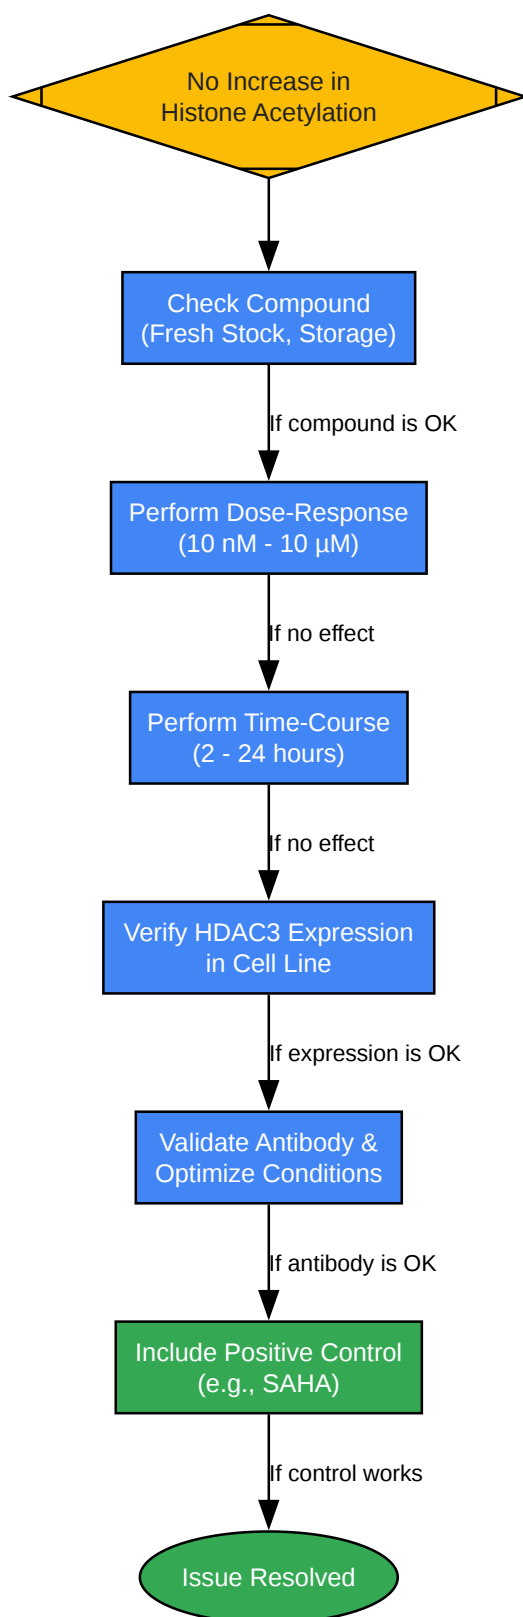 No Increase in
Histone Acetylation
Check Compound
(Fresh Stock, Storage)
If compound is OK
Perform Dose-Response
(10 nM - 10 µM)
If no effect
Perform Time-Course
(2 - 24 hours)
If no effect
Verify HDAC3 Expression
in Cell Line
If expression is OK
Validate Antibody &
Optimize Conditions
If antibody is OK
Include Positive Control
(e.g., SAHA)
If control works
Issue Resolved